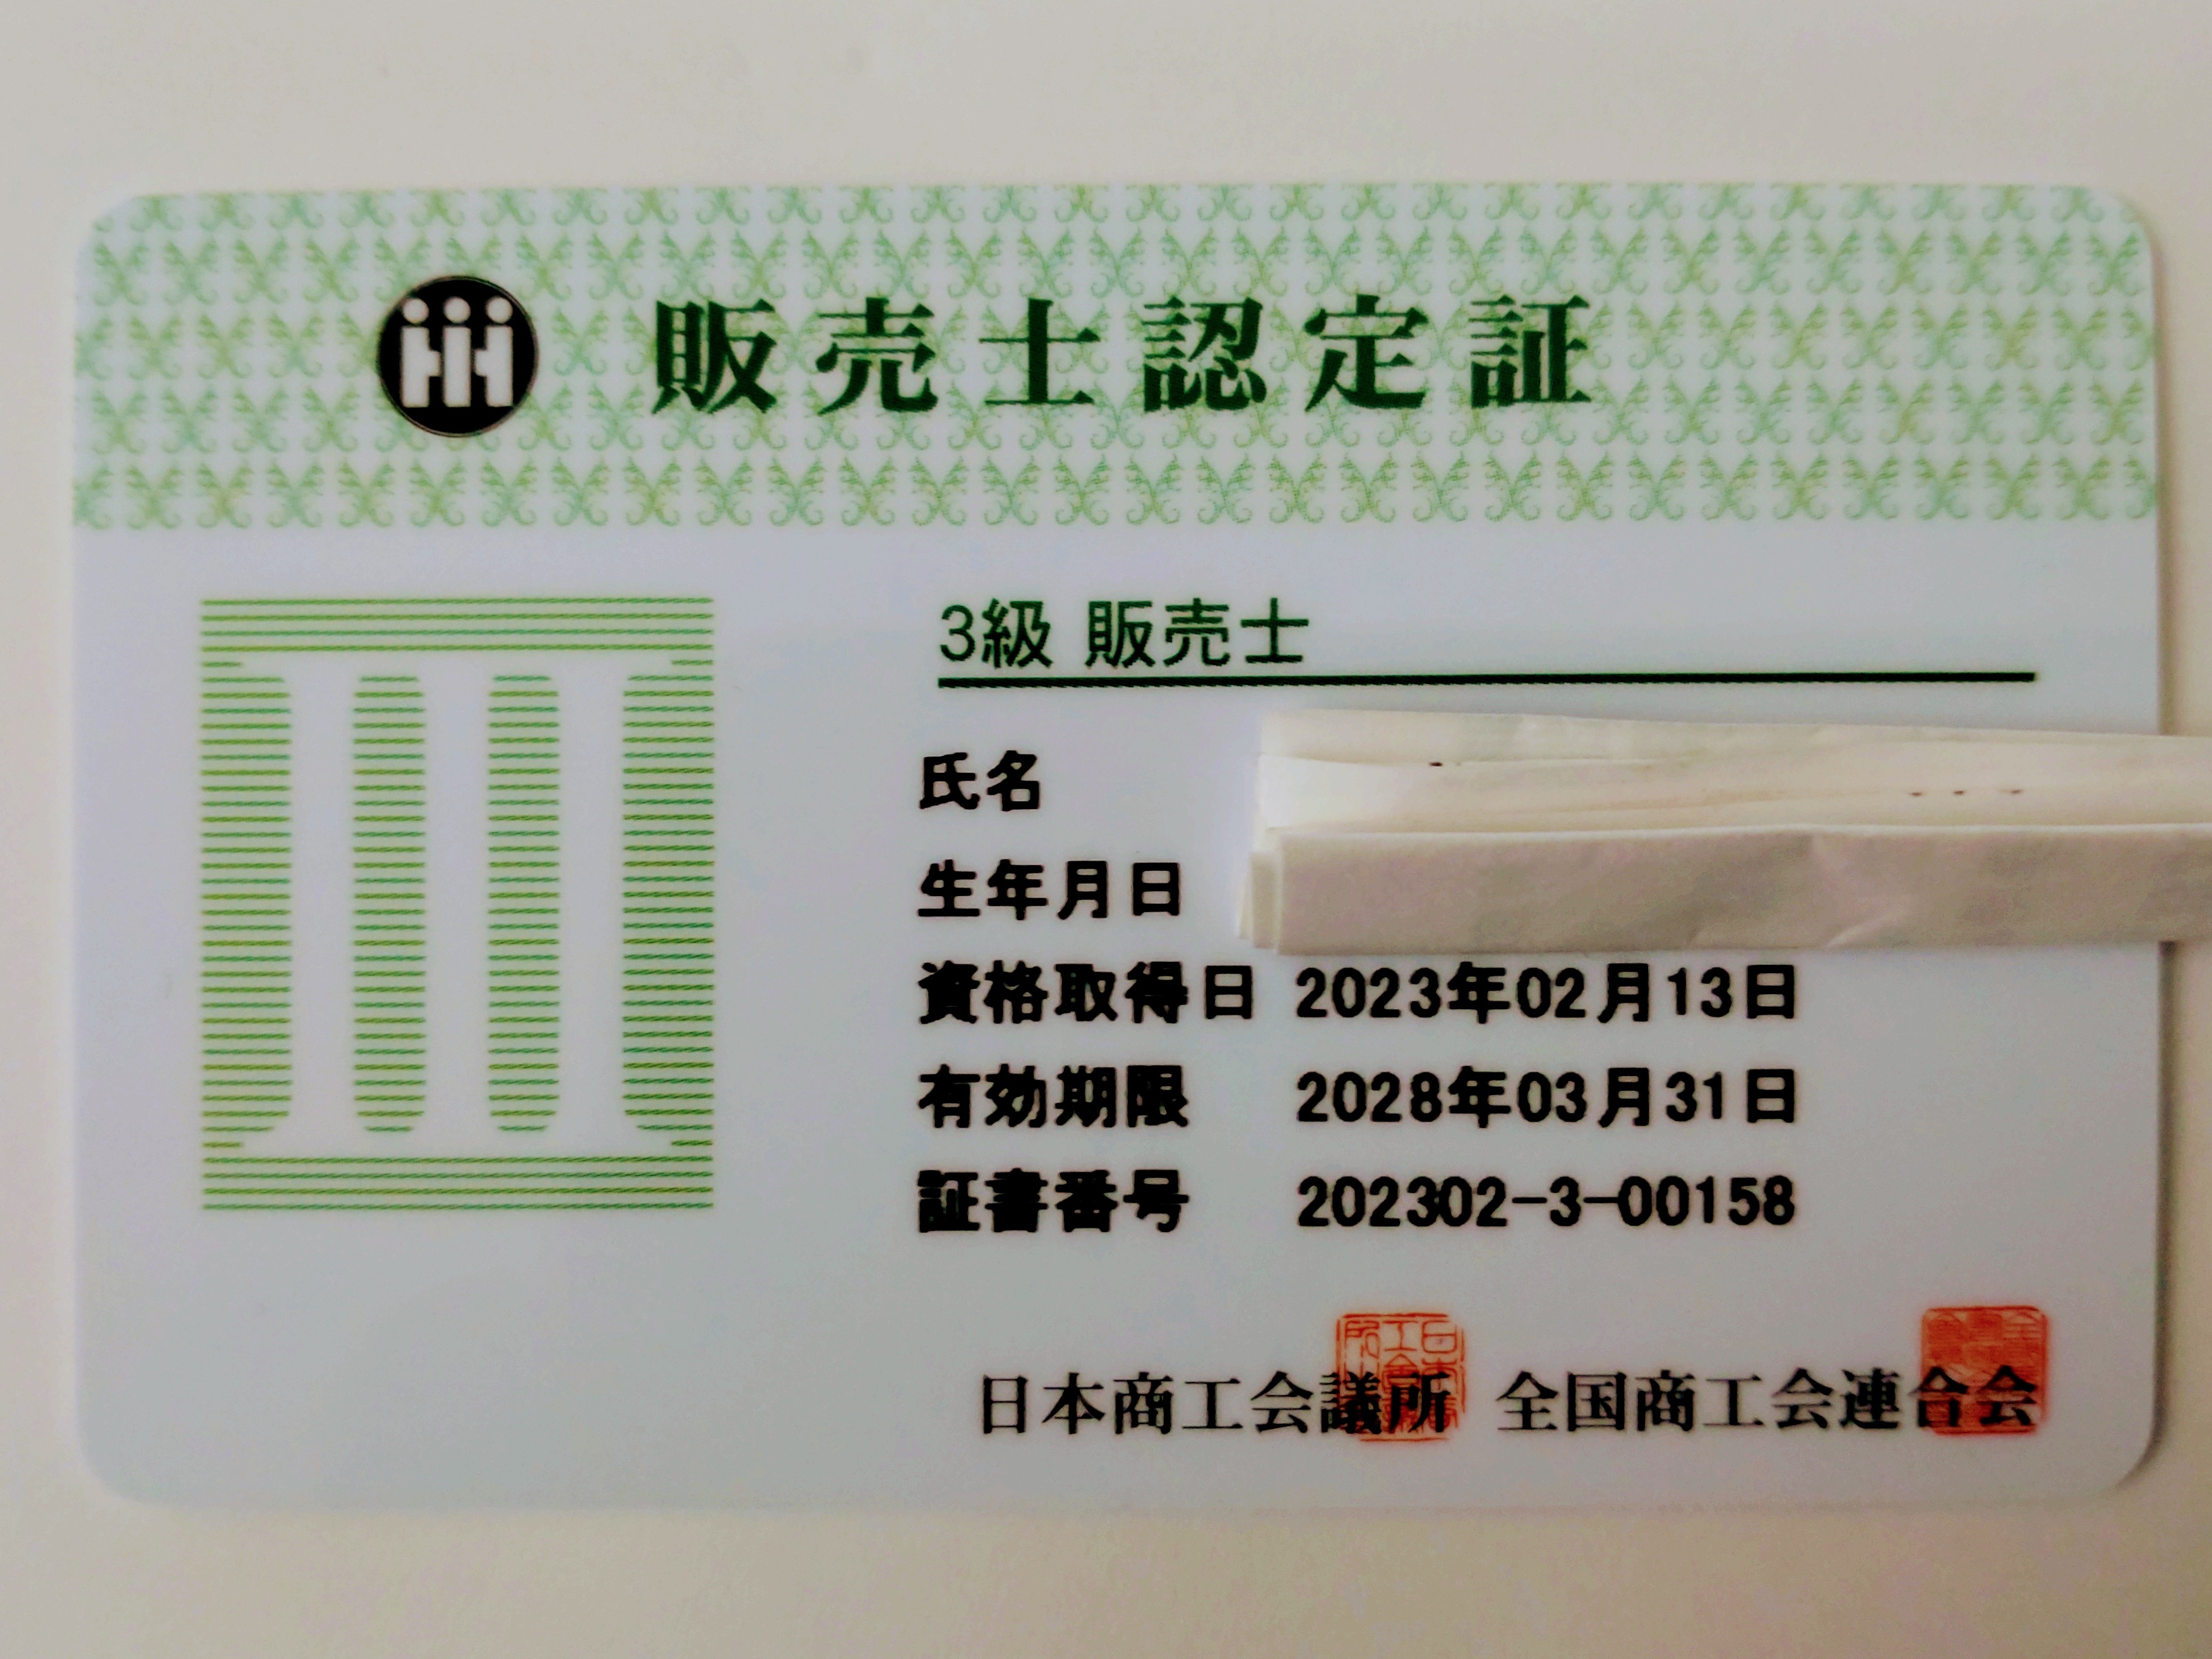 販売士認定証
3級 販売士
氏名
生年月日
資格取得日 2023年02月13日
有効期限 2028年03月31日
証書番号 202302-3-00158
日本商工会議所 全国商工会連合会